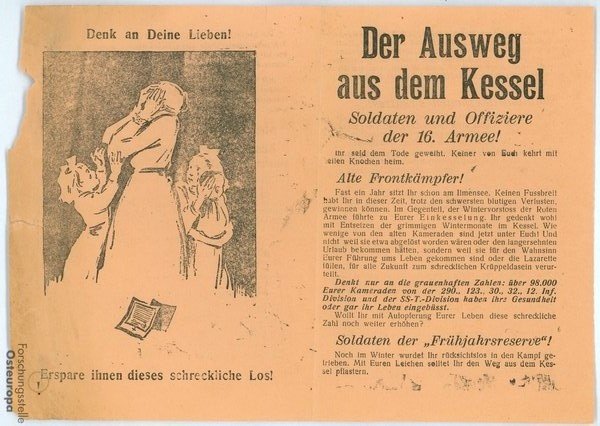 Denk an Deine Lieben!
Erspare ihnen dieses schreckliche Los!
Forschungsstelle
Osteuropa
Der Ausweg
aus dem Kessel
Soldaten und Offiziere
der 16. Armee!
Ihr seid dem Tode geweiht. Keiner von Euch kehrt mit
heilen Knochen heim.
Alte Frontkämpfer!
Fast ein Jahr sitzt Ihr schon am Ilmensee. Keinen Fussbreit
habt Ihr in dieser Zeit, trotz den schwersten blutigen Verlusten,
gewinnen können. Im Gegenteil, der Wintervorstoss der Roten
Armee führte zu Eurer Einkesselung. Ihr gedenkt wohl
mit Entsetzen der grimmigen Wintermonate im Kessel. Wie
wenige von den alten Kameraden sind jetzt unter Euch! Und
nicht weil sie etwa abgelöst worden wären oder den langersehnten
Urlaub bekommen hätten, sondern weil sie für den Wahnsinn
Eurer Führung ums Leben gekommen sind oder die Lazarette
füllen, für alle Zukunft zum schrecklichen Krüppeldasein verur-
teilt.
Denkt nur an die grauenhaften Zahlen: über 98.000
Eurer Kameraden von der 290., 123., 30., 32., 12. Inf.
Division und der SS-T.-Division haben ihre Gesundheit
oder gar ihr Leben eingebüsst.
Wollt Ihr mit Aufopferung Eurer Leben diese schreckliche
Zahl noch weiter erhöhen?
Soldaten der „Frühjahrsreserve"!
Noch im Winter wurdet Ihr rücksichtslos in den Kampf ge-
trieben. Mit Euren Leichen solltet Ihr den Weg aus dem Kes-
sel pflastern.